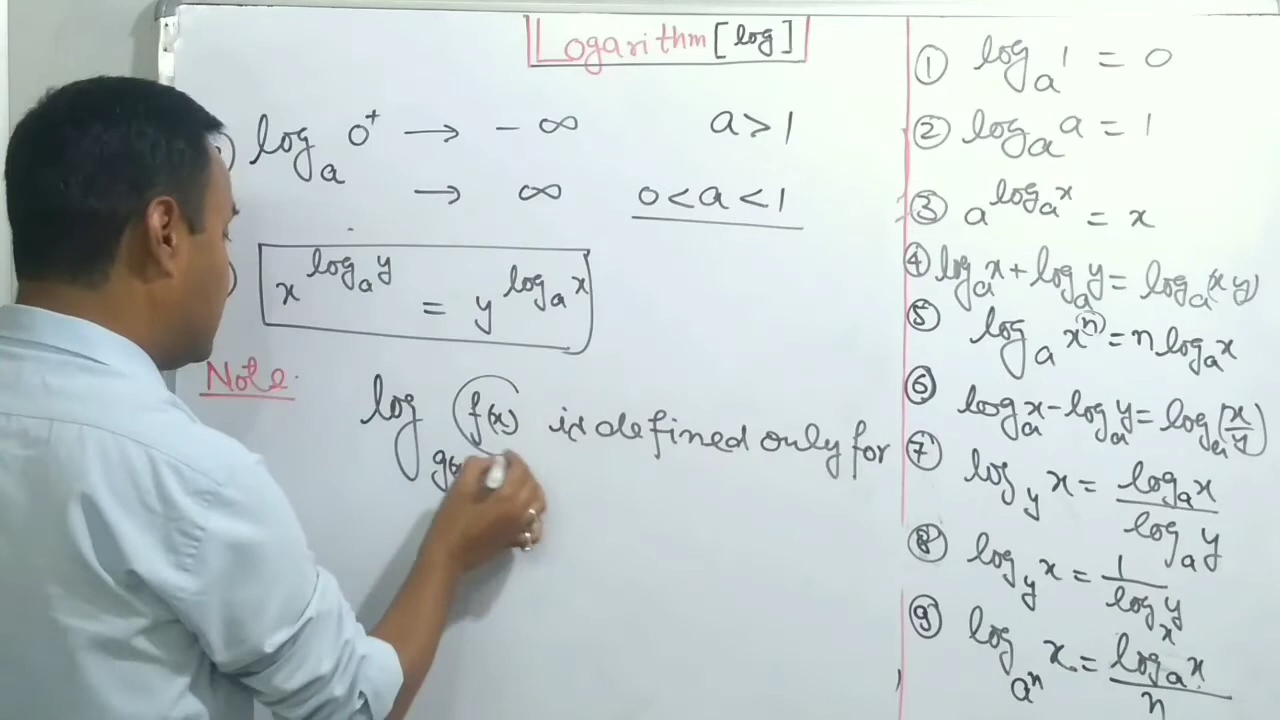 Logarithm [log]
log_a 0⁺ → - ∞ a > 1
→ ∞ 0 < a < 1
x^(log_a y) = y^(log_a x)
Note.
log f(x) is defined only for
① log_a 1 = 0
② log_a a = 1
③ a^(log_a x) = x
④ log_a x + log_a y = log_a (x y)
⑤ log_a x^n = n log_a x
⑥ log_a x - log_a y = log_a (x/y)
⑦ log_y x = log_a x / log_a y
⑧ log_y x = 1 / log_x y
⑨ log_(a^n) x = log_a x / n